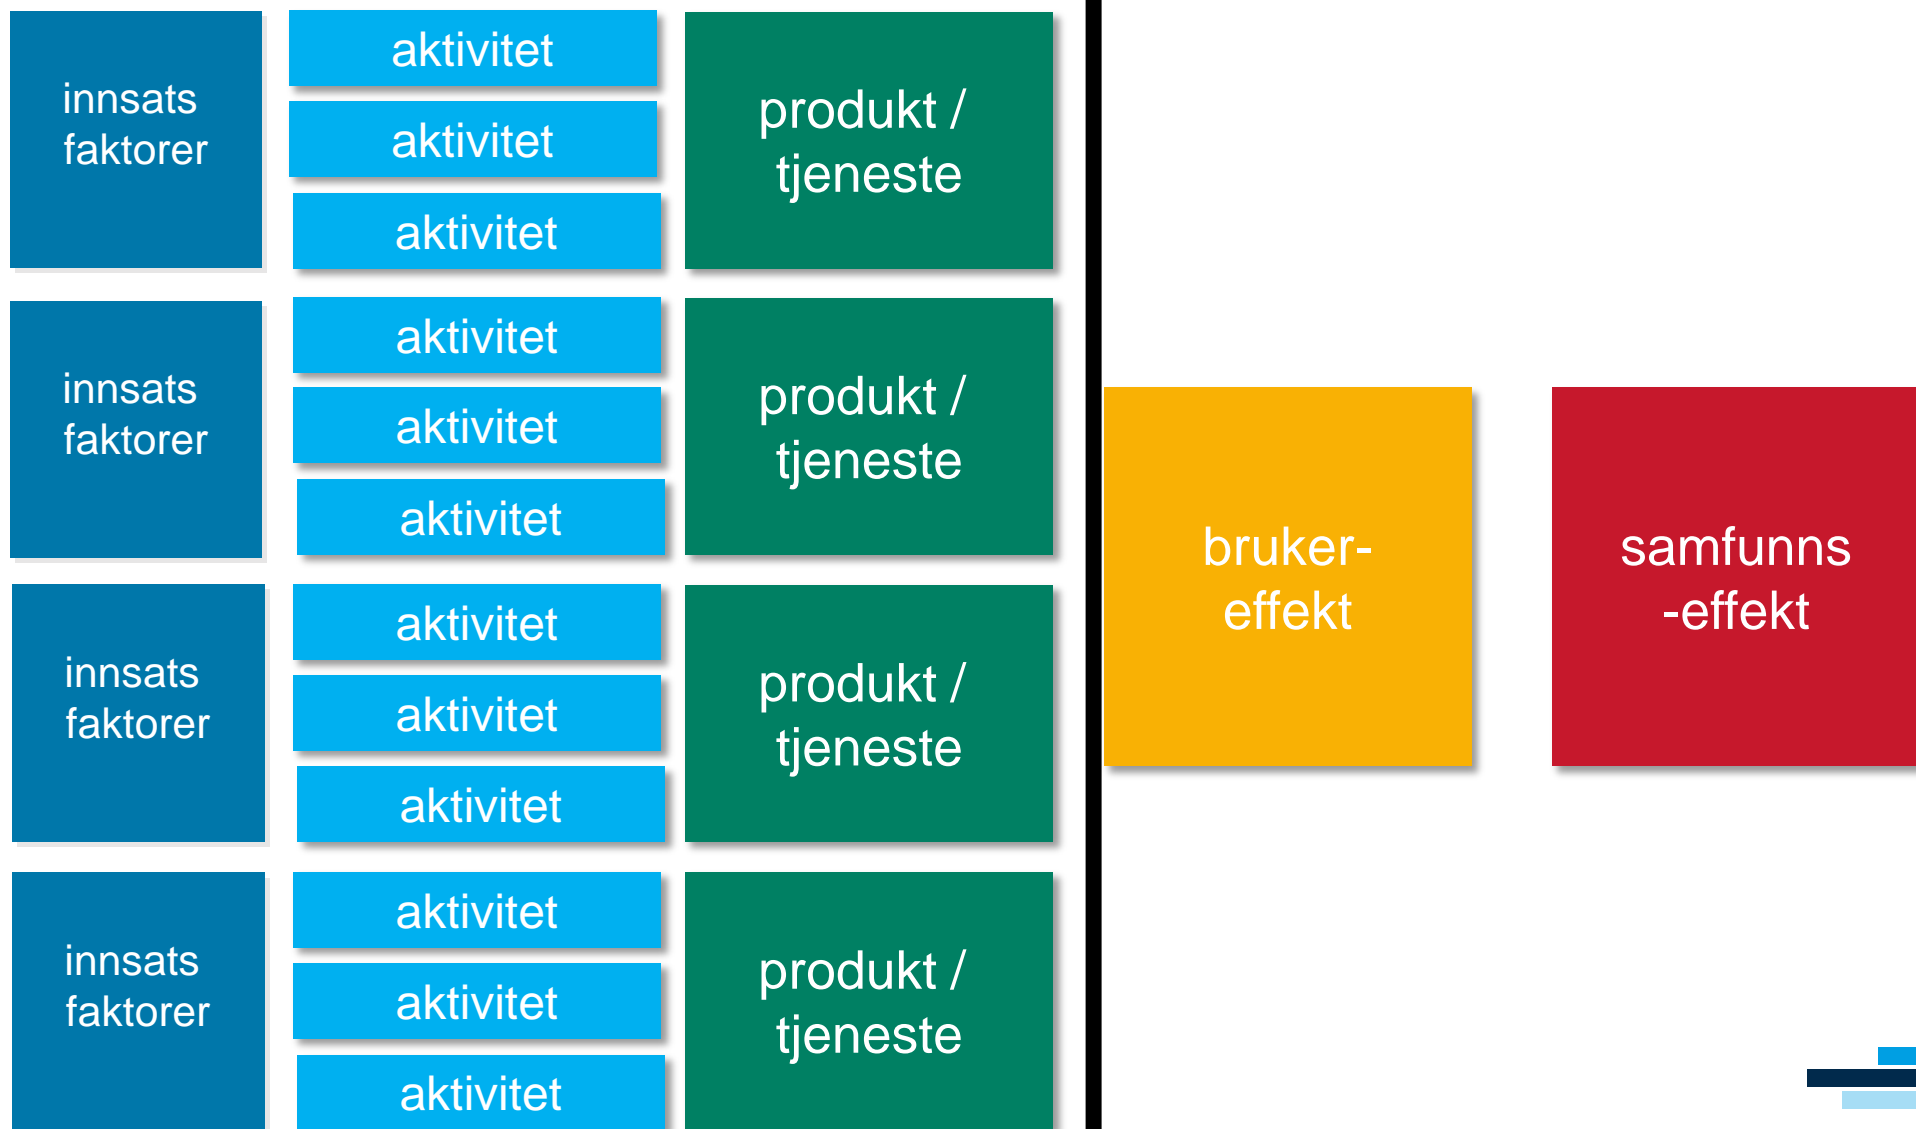 innsats
faktorer
aktivitet
aktivitet
aktivitet
produkt /
tjeneste
innsats
faktorer
aktivitet
aktivitet
aktivitet
produkt /
tjeneste
innsats
faktorer
aktivitet
aktivitet
aktivitet
produkt /
tjeneste
innsats
faktorer
aktivitet
aktivitet
aktivitet
produkt /
tjeneste
bruker-
effekt
samfunns
-effekt